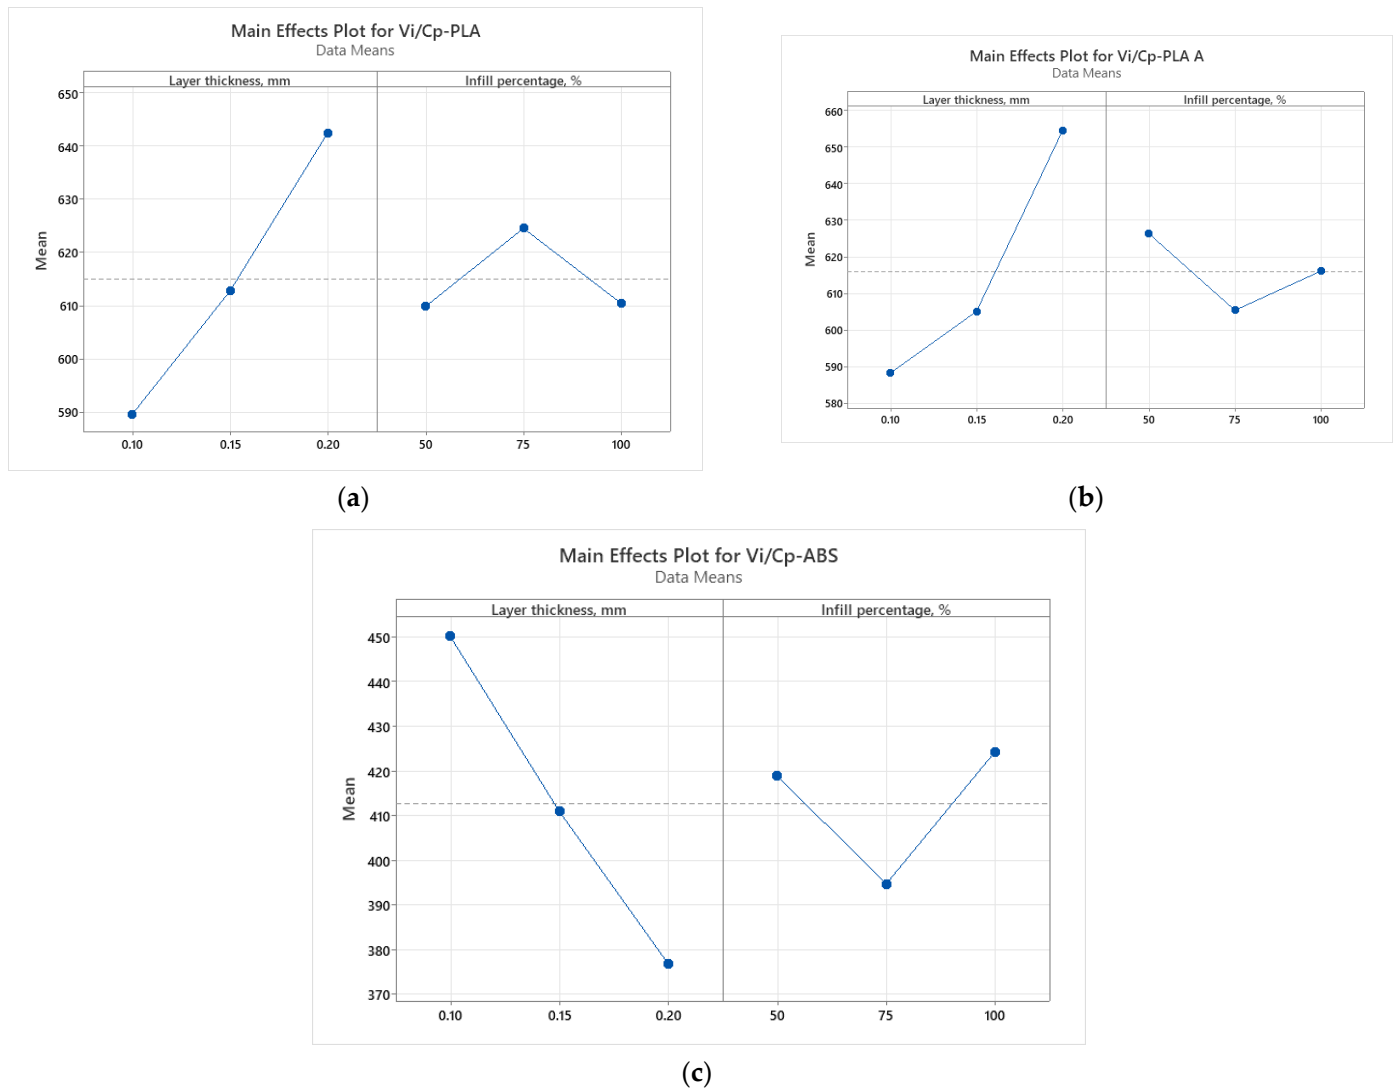 Main Effects Plot for Vi/Cp-PLA
Data Means
Layer thickness, mm Infill percentage, %
650
640
630
620
610
600
590
Mean
0.10 0.15 0.20 50 75 100
(a)
Main Effects Plot for Vi/Cp-PLA A
Data Means
Layer thickness, mm Infill percentage, %
660
650
640
630
620
610
600
590
580
Mean
0.10 0.15 0.20 50 75 100
(b)
Main Effects Plot for Vi/Cp-ABS
Data Means
Layer thickness, mm Infill percentage, %
450
440
430
420
410
400
390
380
370
Mean
0.10 0.15 0.20 50 75 100
(c)